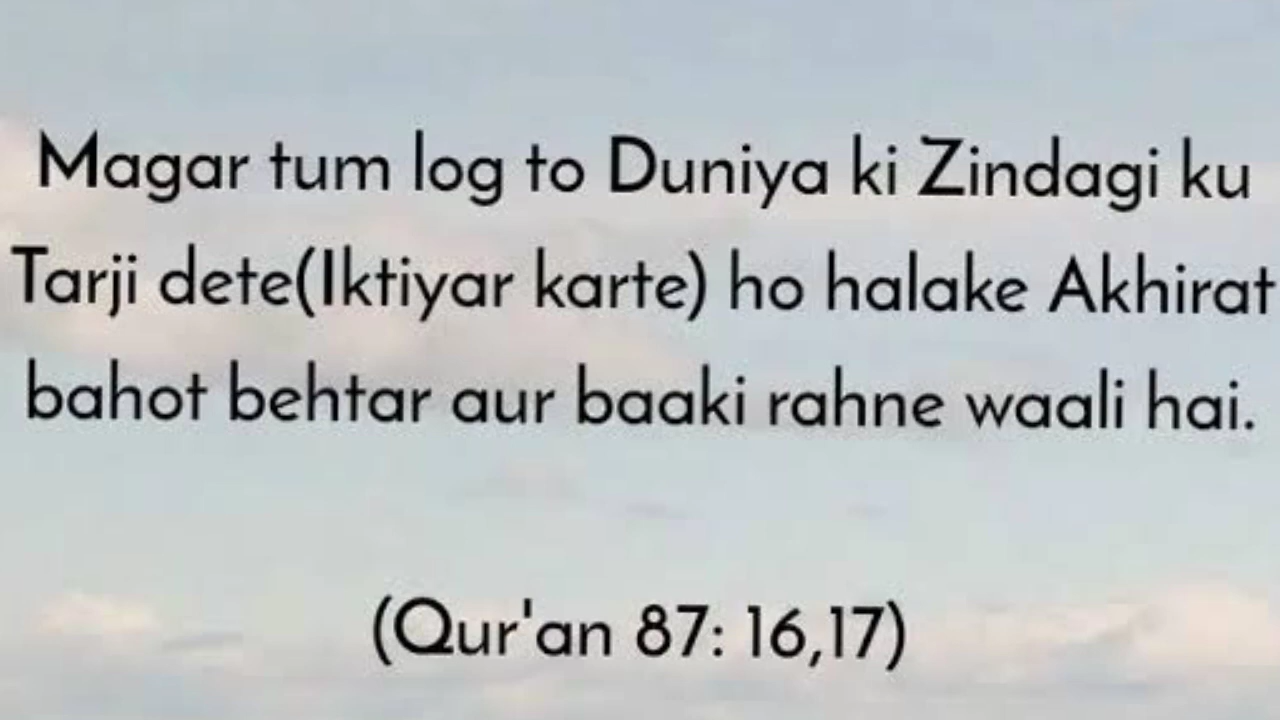 Magar tum log to Duniya ki Zindagi ku
Tarji dete(Iktiyar karte) ho halake Akhirat
bahot behtar aur baaki rahne waali hai.
(Qur'an 87: 16,17)